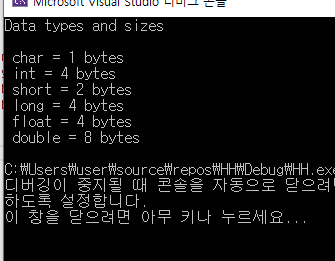 Microsoft Visual Studio 디버그 콘솔
Data types and sizes
char = 1 bytes
int = 4 bytes
short = 2 bytes
long = 4 bytes
float = 4 bytes
double = 8 bytes
C:₩Users₩user₩source₩repos₩HH₩Debug₩HH.exe
디버깅이 중지될 때 콘솔을 자동으로 닫으려면
하도록 설정합니다.
이 창을 닫으려면 아무 키나 누르세요...